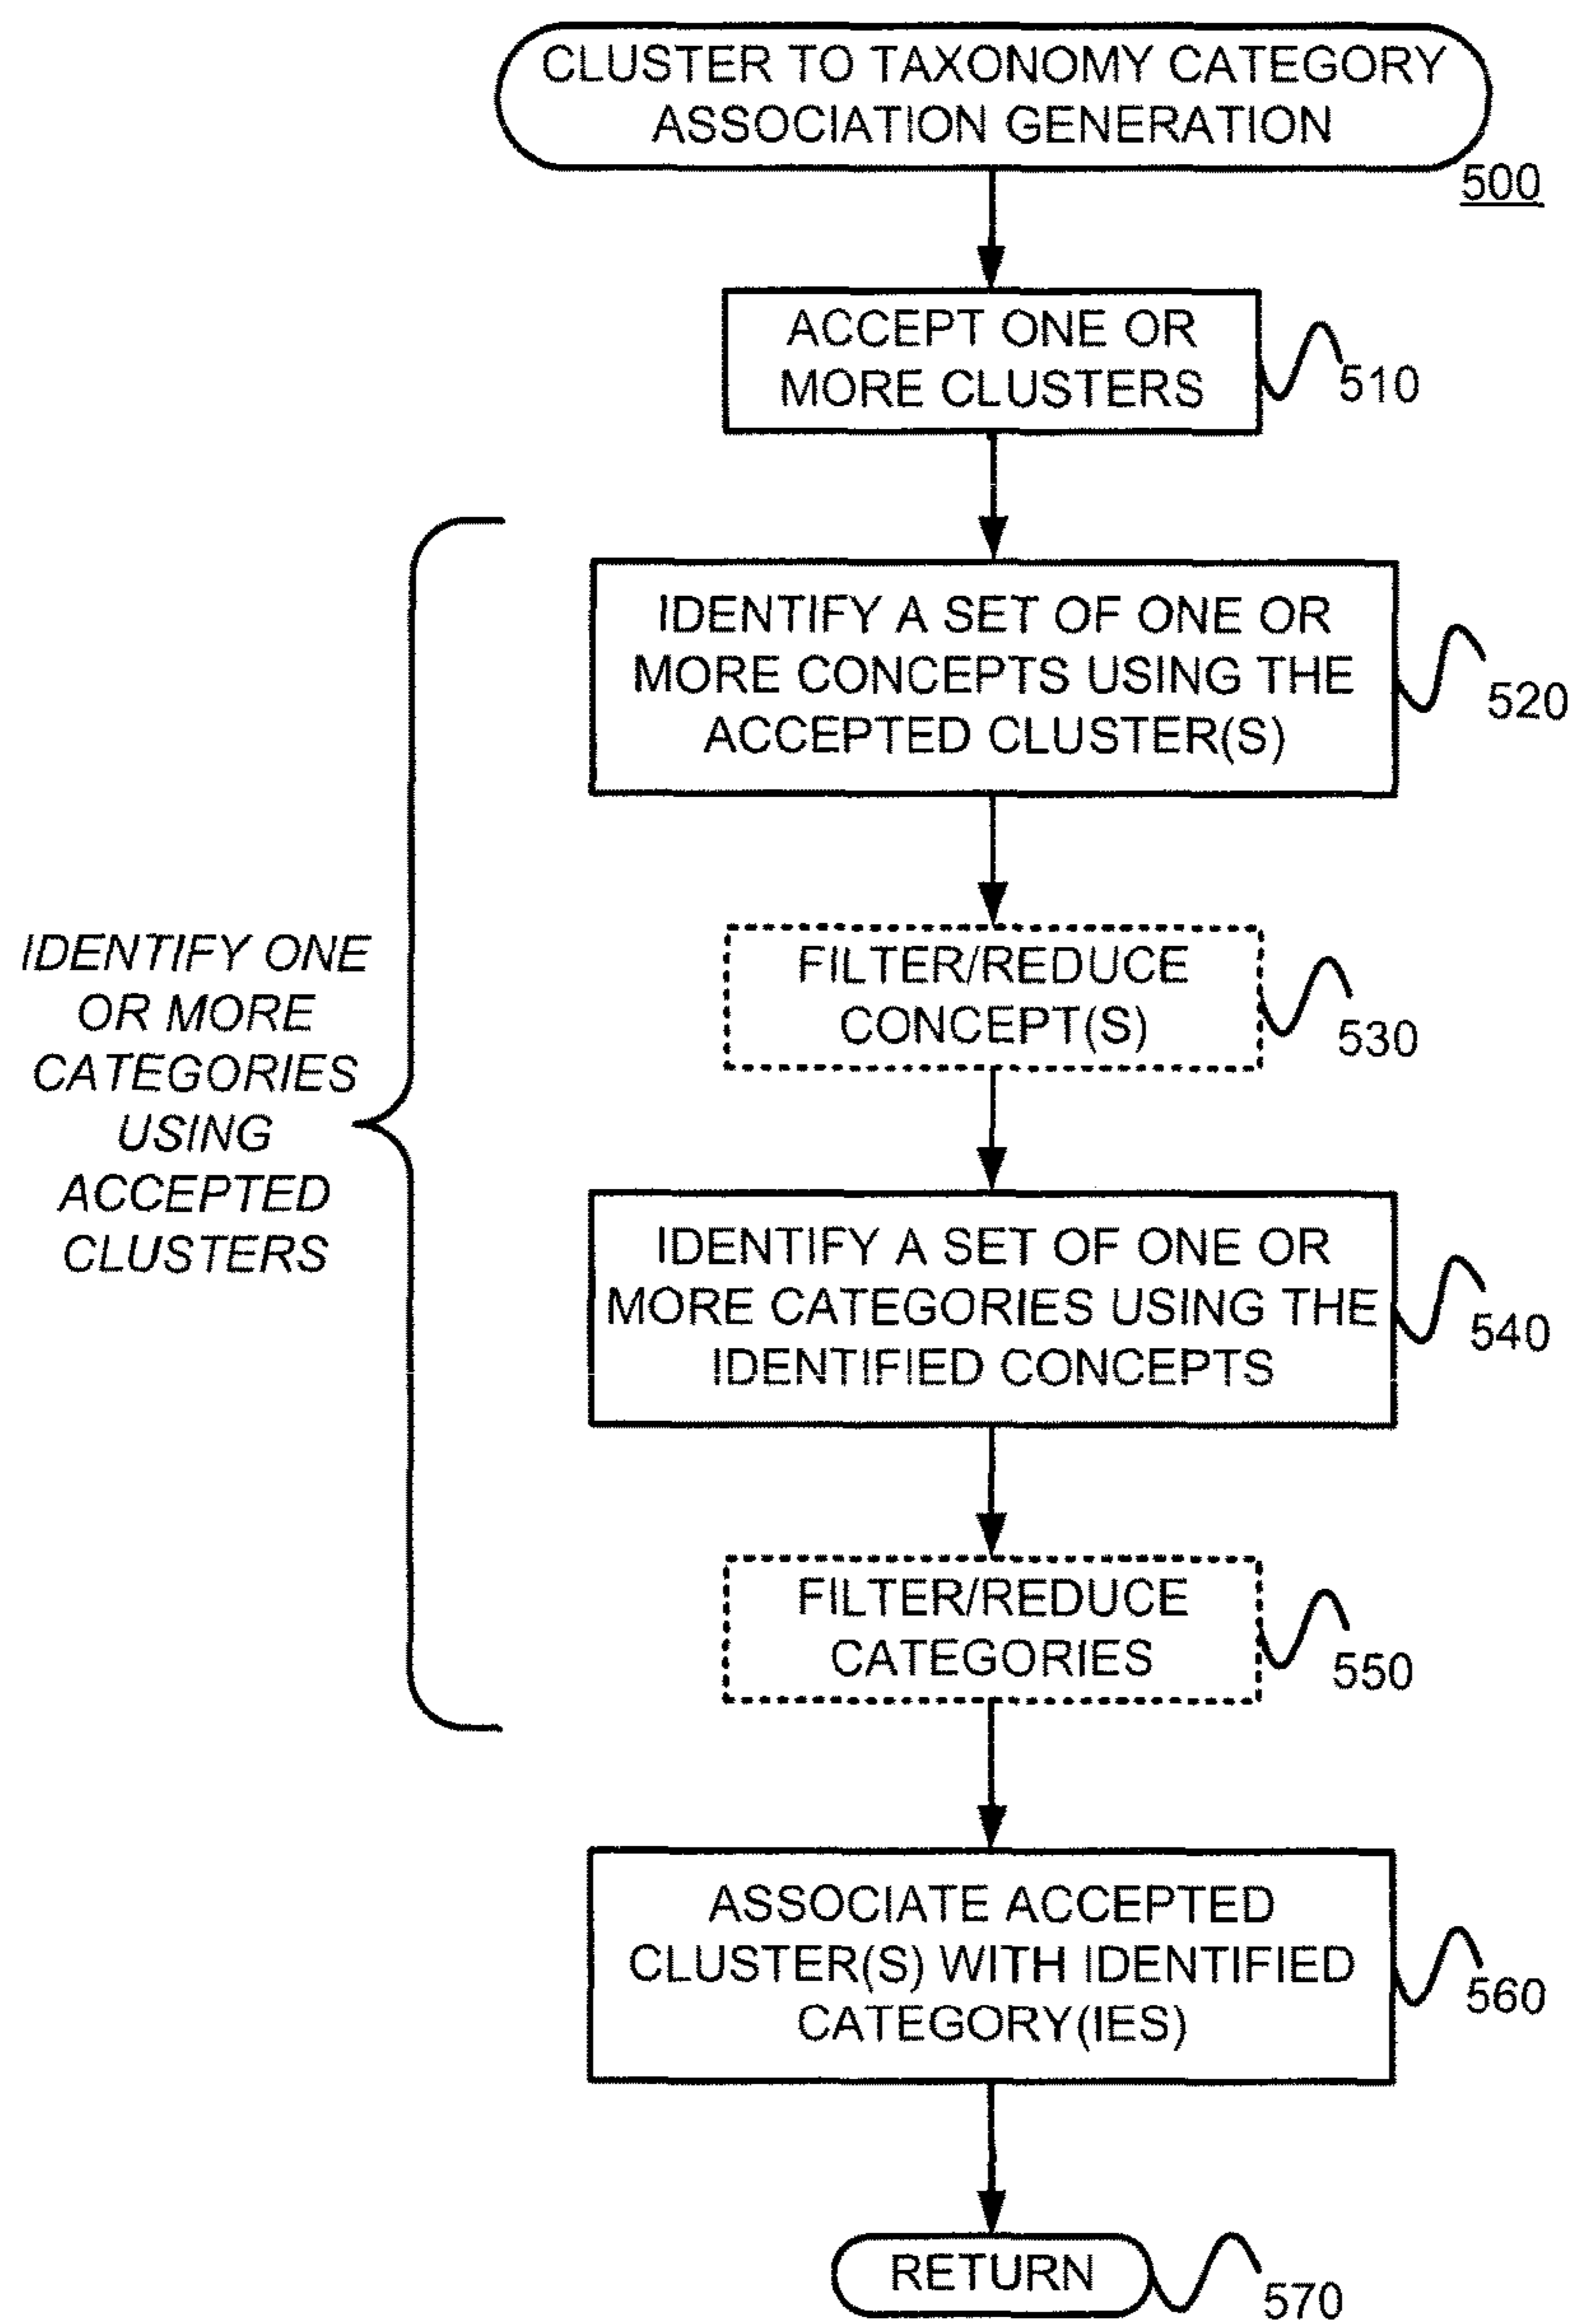 CLUSTER TO TAXONOMY CATEGORY
ASSOCIATION GENERATION
500
ACCEPT ONE OR
MORE CLUSTERS
510
IDENTIFY A SET OF ONE OR
MORE CONCEPTS USING THE
ACCEPTED CLUSTER(S)
520
FILTER/REDUCE
CONCEPT(S)
530
IDENTIFY ONE
OR MORE
CATEGORIES
USING
ACCEPTED
CLUSTERS
IDENTIFY A SET OF ONE OR
MORE CATEGORIES USING THE
IDENTIFIED CONCEPTS
540
FILTER/REDUCE
CATEGORIES
550
ASSOCIATE ACCEPTED
CLUSTER(S) WITH IDENTIFIED
CATEGORY(IES)
560
RETURN
570